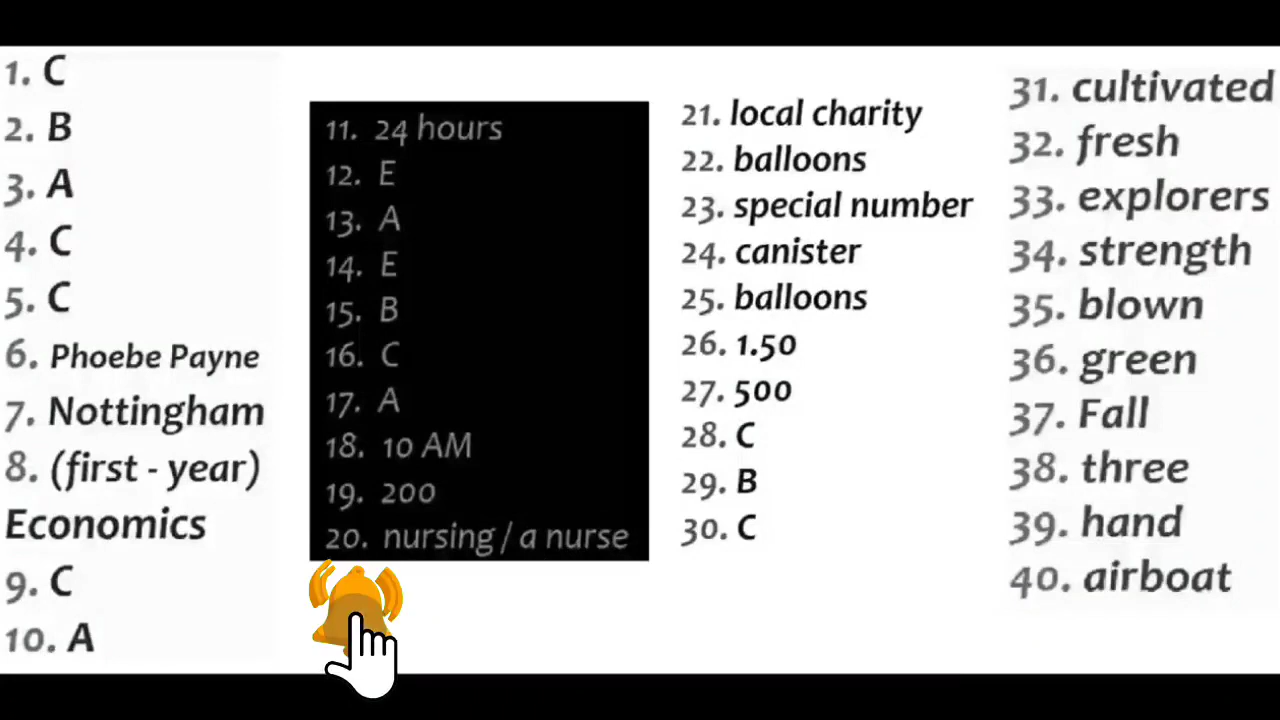 1. C
2. B
3. A
4. C
5. C
6. Phoebe Payne
7. Nottingham
8. (first - year)
Economics
9. C
10. A
11. 24 hours
12. E
13. A
14. E
15. B
16. C
17. A
18. 10 AM
19. 200
20. nursing / a nurse
21. local charity
22. balloons
23. special number
24. canister
25. balloons
26. 1.50
27. 500
28. C
29. B
30. C
31. cultivated
32. fresh
33. explorers
34. strength
35. blown
36. green
37. Fall
38. three
39. hand
40. airboat